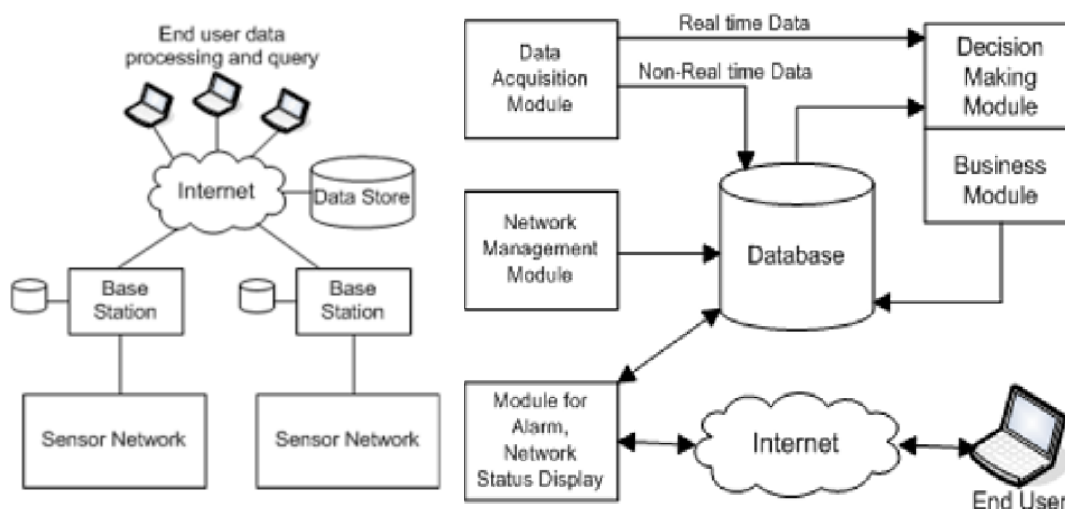 End user data
processing and query
Internet
Data Store
Base
Station
Base
Station
Sensor Network
Sensor Network
Data
Acquisition
Module
Real time Data
Non-Real time Data
Decision
Making
Module
Business
Module
Network
Management
Module
Database
Module for
Alarm,
Network
Status Display
Internet
End User